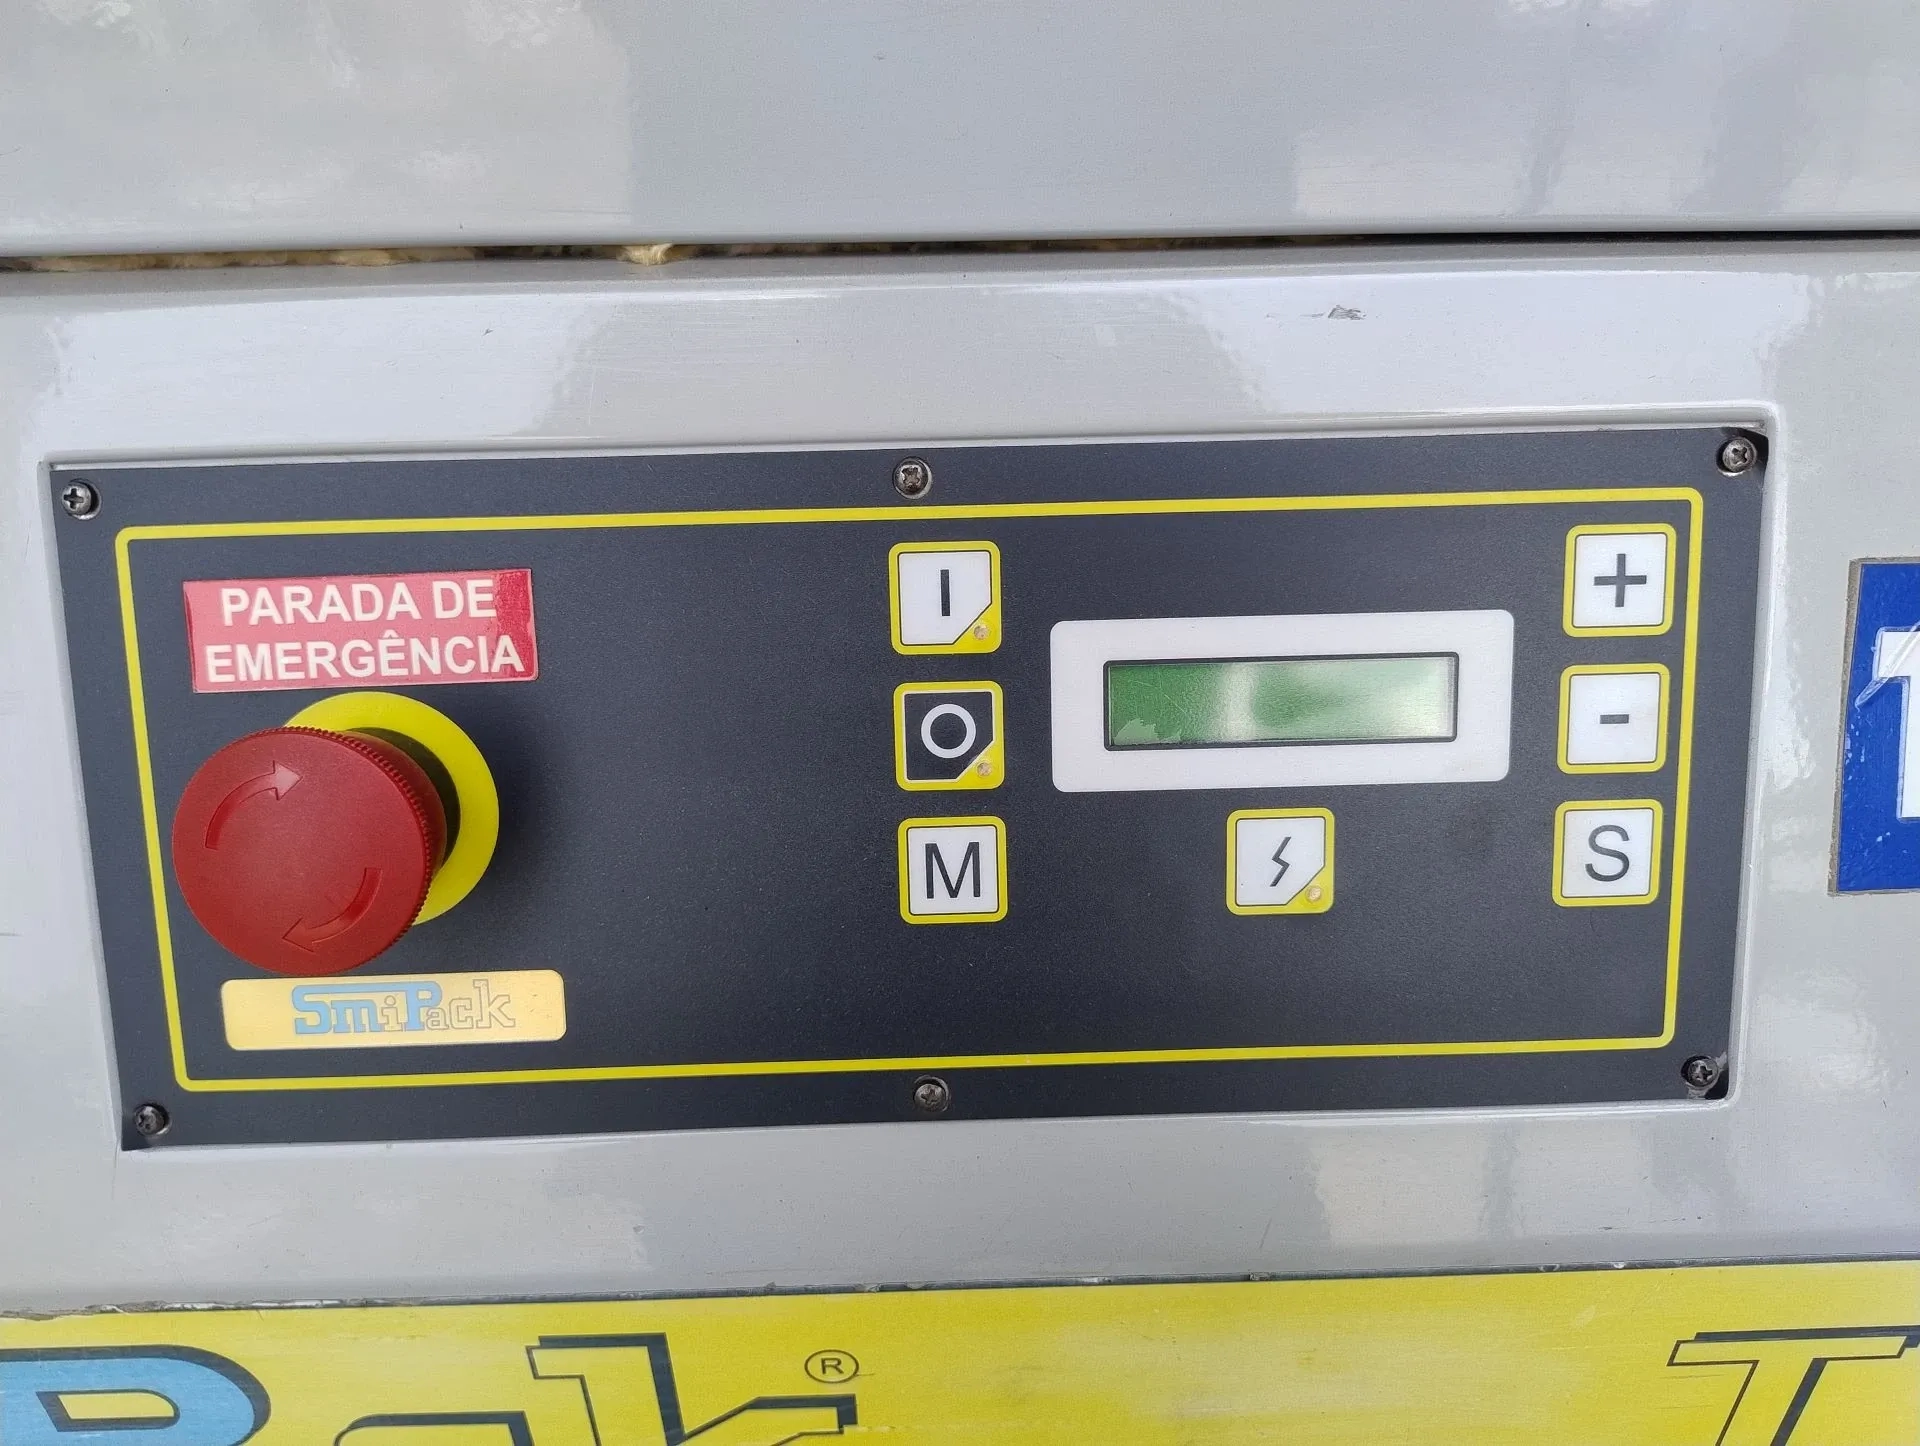 PARADA DE
EMERGÊNCIA
I
O
M
+
-
S
SmiPack
®
T